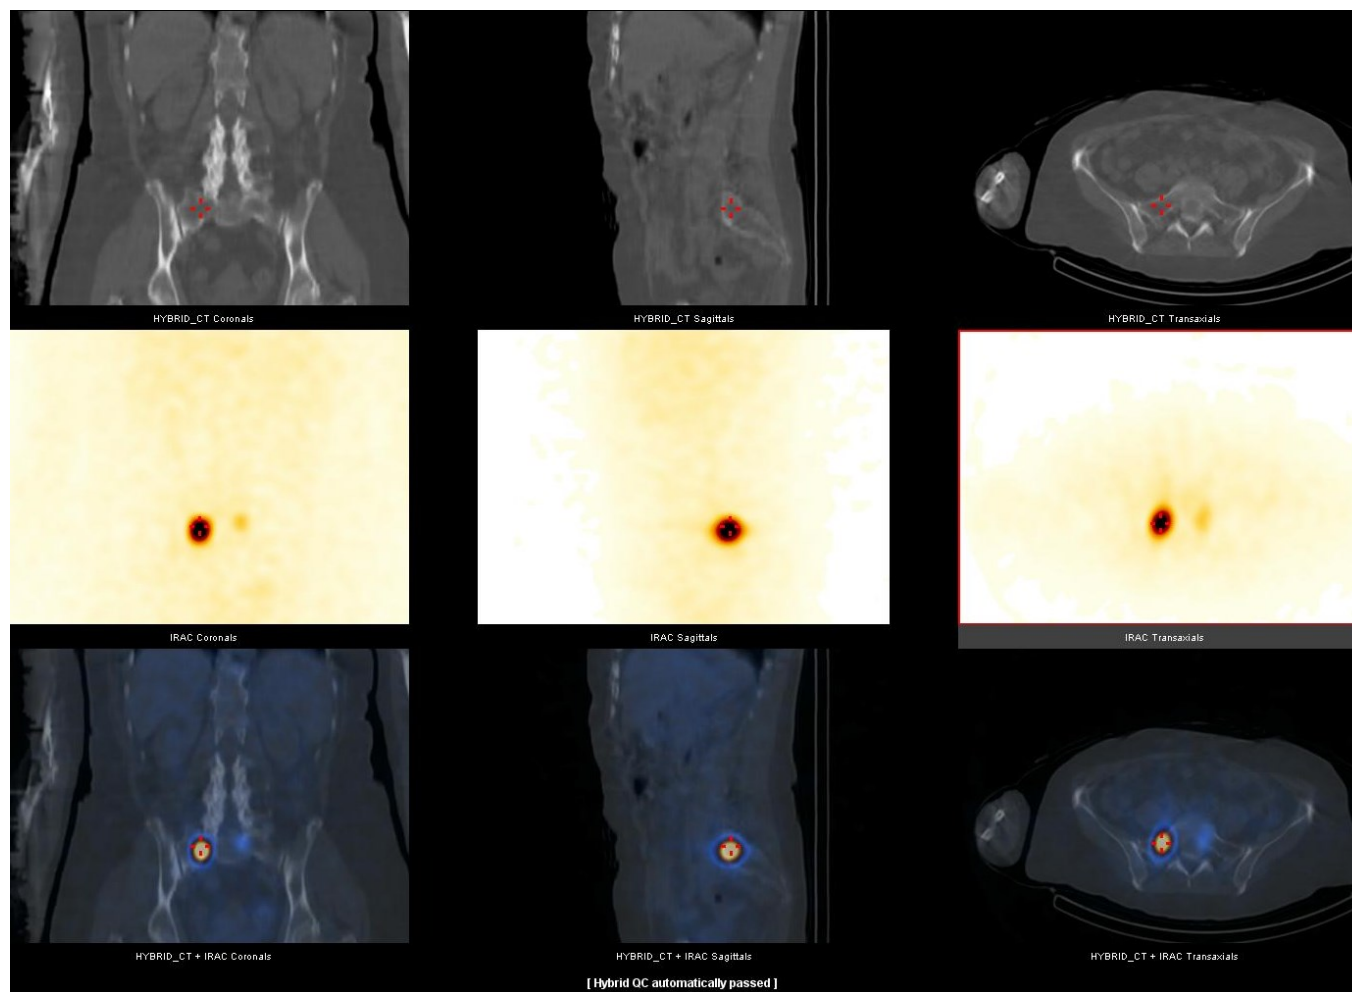 HYBRID_CT Coronals
HYBRID_CT Sagittals
HYBRID_CT Transaxials
IRAC Coronals
IRAC Sagittals
IRAC Transaxials
HYBRID_CT + IRAC Coronals
HYBRID_CT + IRAC Sagittals
HYBRID_CT + IRAC Transaxials
[ Hybrid QC automatically passed ]